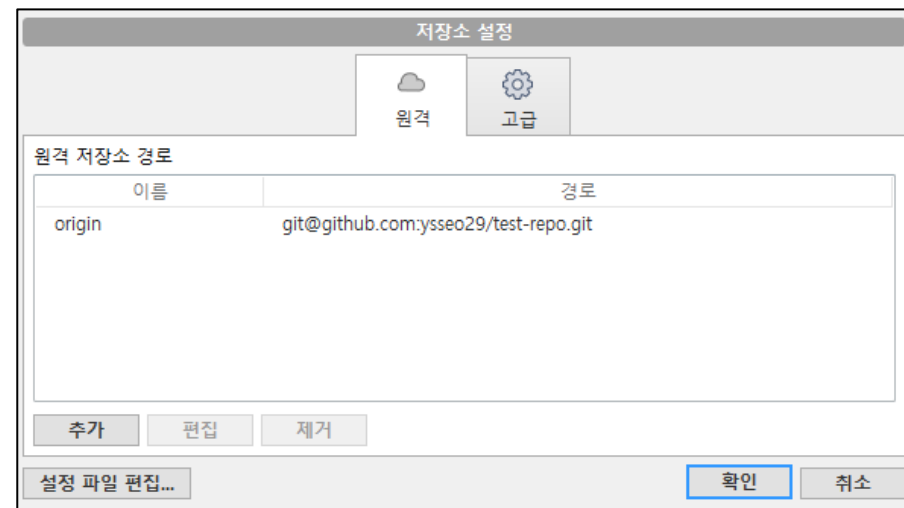 저장소 설정
원격
고급
원격 저장소 경로
이름 경로
origin git@github.com:ysseo29/test-repo.git
추가 편집 제거
설정 파일 편집... 확인 취소